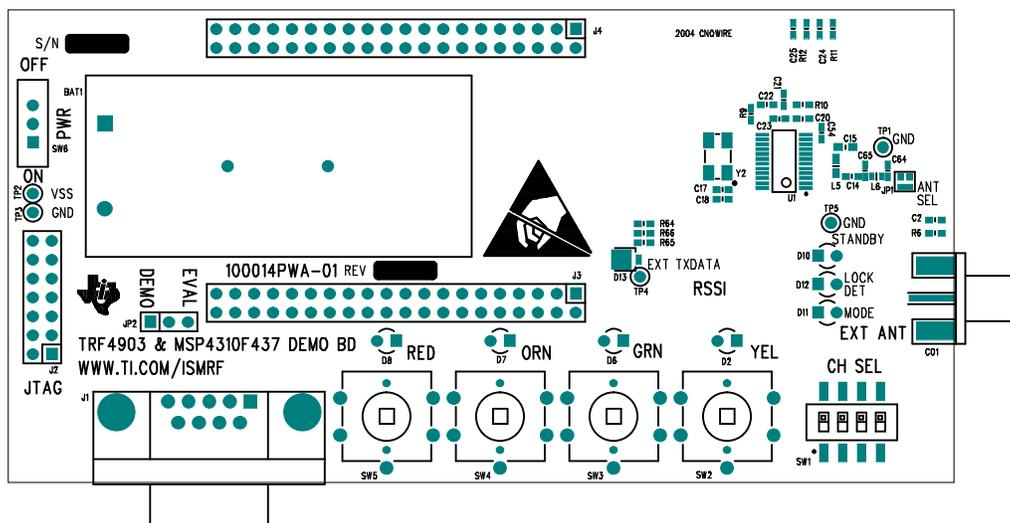 S/N
J4
2004 CNQWIRE
C25
R12
C24
R11
OFF
BAT1
PWR
SW6
ON
TP2
VSS
TP3
GND
C21
C22
R10
R9
C23
C20
C54
TP1
GND
C15
C65
C64
Y2
L5
C14
L6
JP1
ANT
SEL
C17
C18
U1
TP5
GND
STANDBY
C2
R6
R64
R66
R65
D10
100014PWA-01 REV
J3
D13
EXT TXDATA
TP4
RSSI
D12
LOCK
DET
D11
MODE
EXT ANT
CO1
DEMO
EVAL
JP2
TRF4903 & MSP4310F437 DEMO BD
WWW.TI.COM/ISMRF
J2
JTAG
D8
RED
D7
ORN
D6
GRN
D2
YEL
CH SEL
J1
SW5
SW4
SW3
SW2
SW1